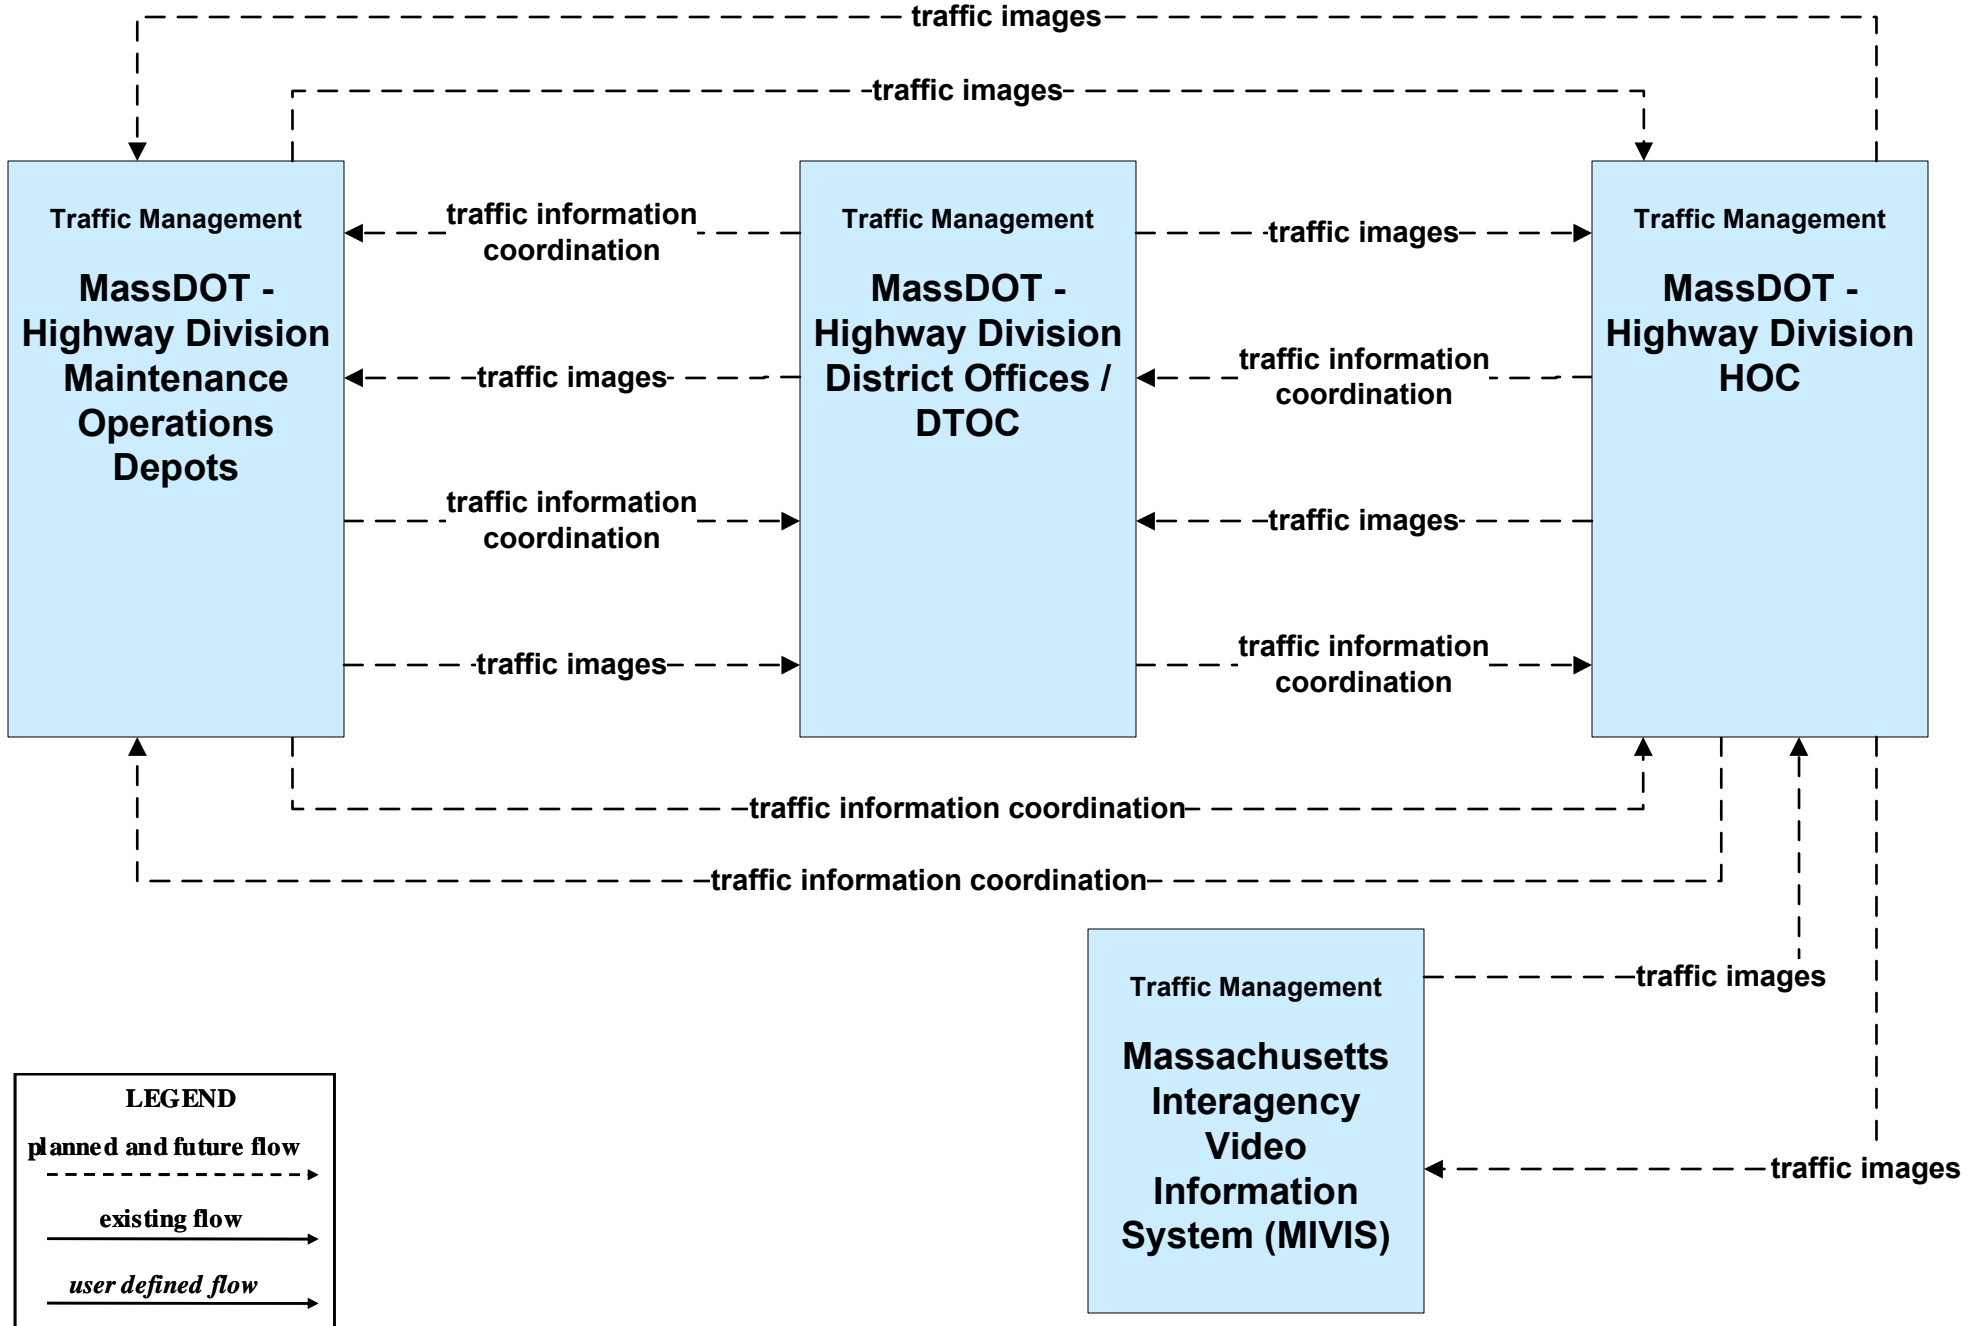 traffic images
traffic images
Traffic Management
MassDOT -
Highway Division
Maintenance
Operations
Depots
traffic information
coordination
traffic images
traffic information
coordination
traffic images
Traffic Management
MassDOT -
Highway Division
District Offices /
DTOC
traffic images
traffic information
coordination
traffic images
traffic information
coordination
Traffic Management
MassDOT -
Highway Division
HOC
traffic information coordination
traffic information coordination
Traffic Management
Massachusetts
Interagency
Video
Information
System (MIVIS)
traffic images
traffic images
LEGEND
planned and future flow
existing flow
user defined flow